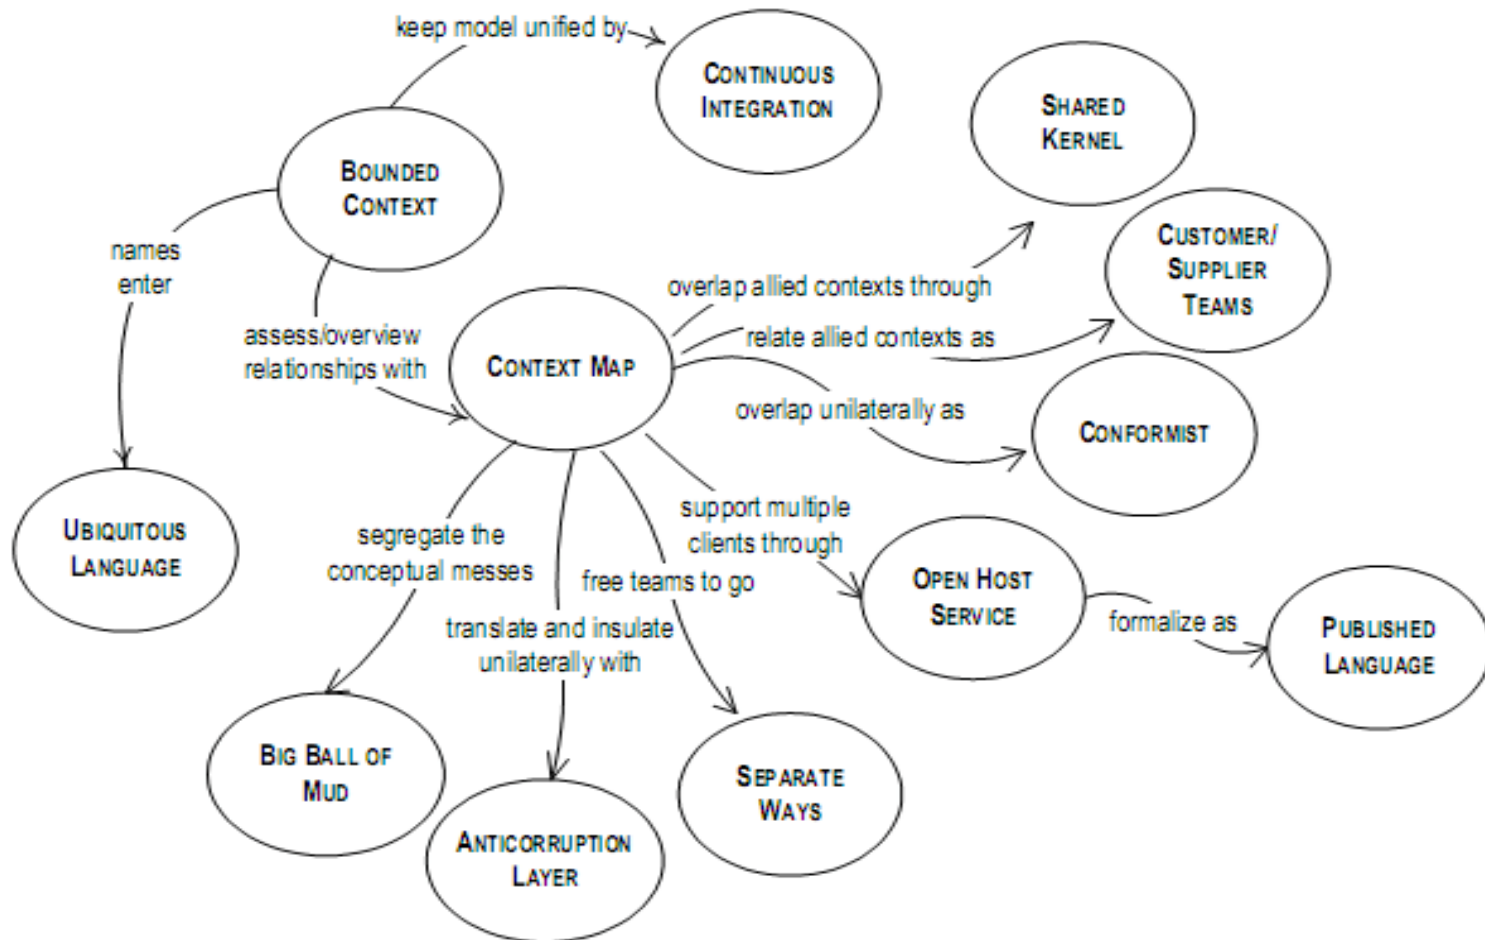 keep model unified by
CONTINUOUS
INTEGRATION
SHARED
KERNEL
BOUNDED
CONTEXT
names
enter
CUSTOMER/
SUPPLIER
TEAMS
overlap allied contexts through
assess/overview
relationships with
relate allied contexts as
CONTEXT MAP
overlap unilaterally as
CONFORMIST
UBIQUITOUS
LANGUAGE
segregate the
conceptual messes
support multiple
clients through
free teams to go
OPEN HOST
SERVICE
formalize as
PUBLISHED
LANGUAGE
translate and insulate
unilaterally with
BIG BALL OF
MUD
SEPARATE
WAYS
ANTICORRUPTION
LAYER